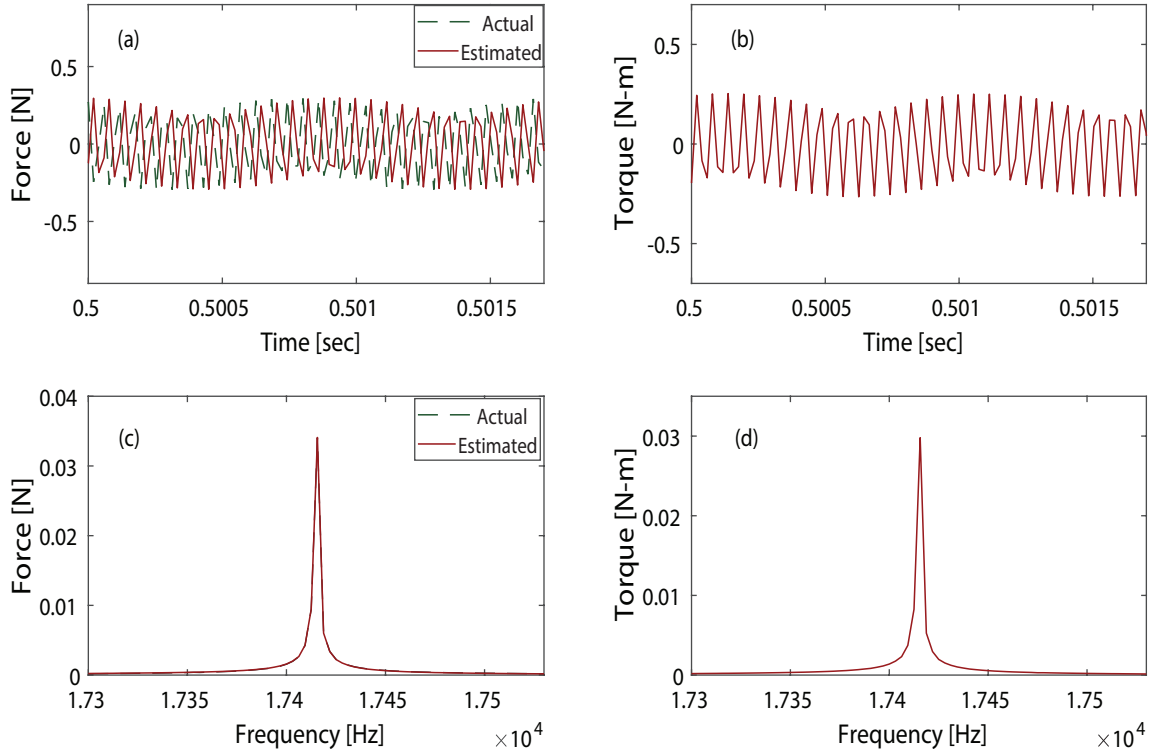 (a)
Actual
Estimated
Force [N]
0.5
0
-0.5
0.5
0.5005
0.501
0.5015
Time [sec]
(b)
Torque [N-m]
0.5
0
-0.5
0.5
0.5005
0.501
0.5015
Time [sec]
(c)
Actual
Estimated
Force [N]
0.04
0.03
0.02
0.01
0
1.73
1.735
1.74
1.745
1.75
Frequency [Hz]
×10⁴
(d)
Torque [N-m]
0.03
0.02
0.01
0
1.73
1.735
1.74
1.745
1.75
Frequency [Hz]
×10⁴